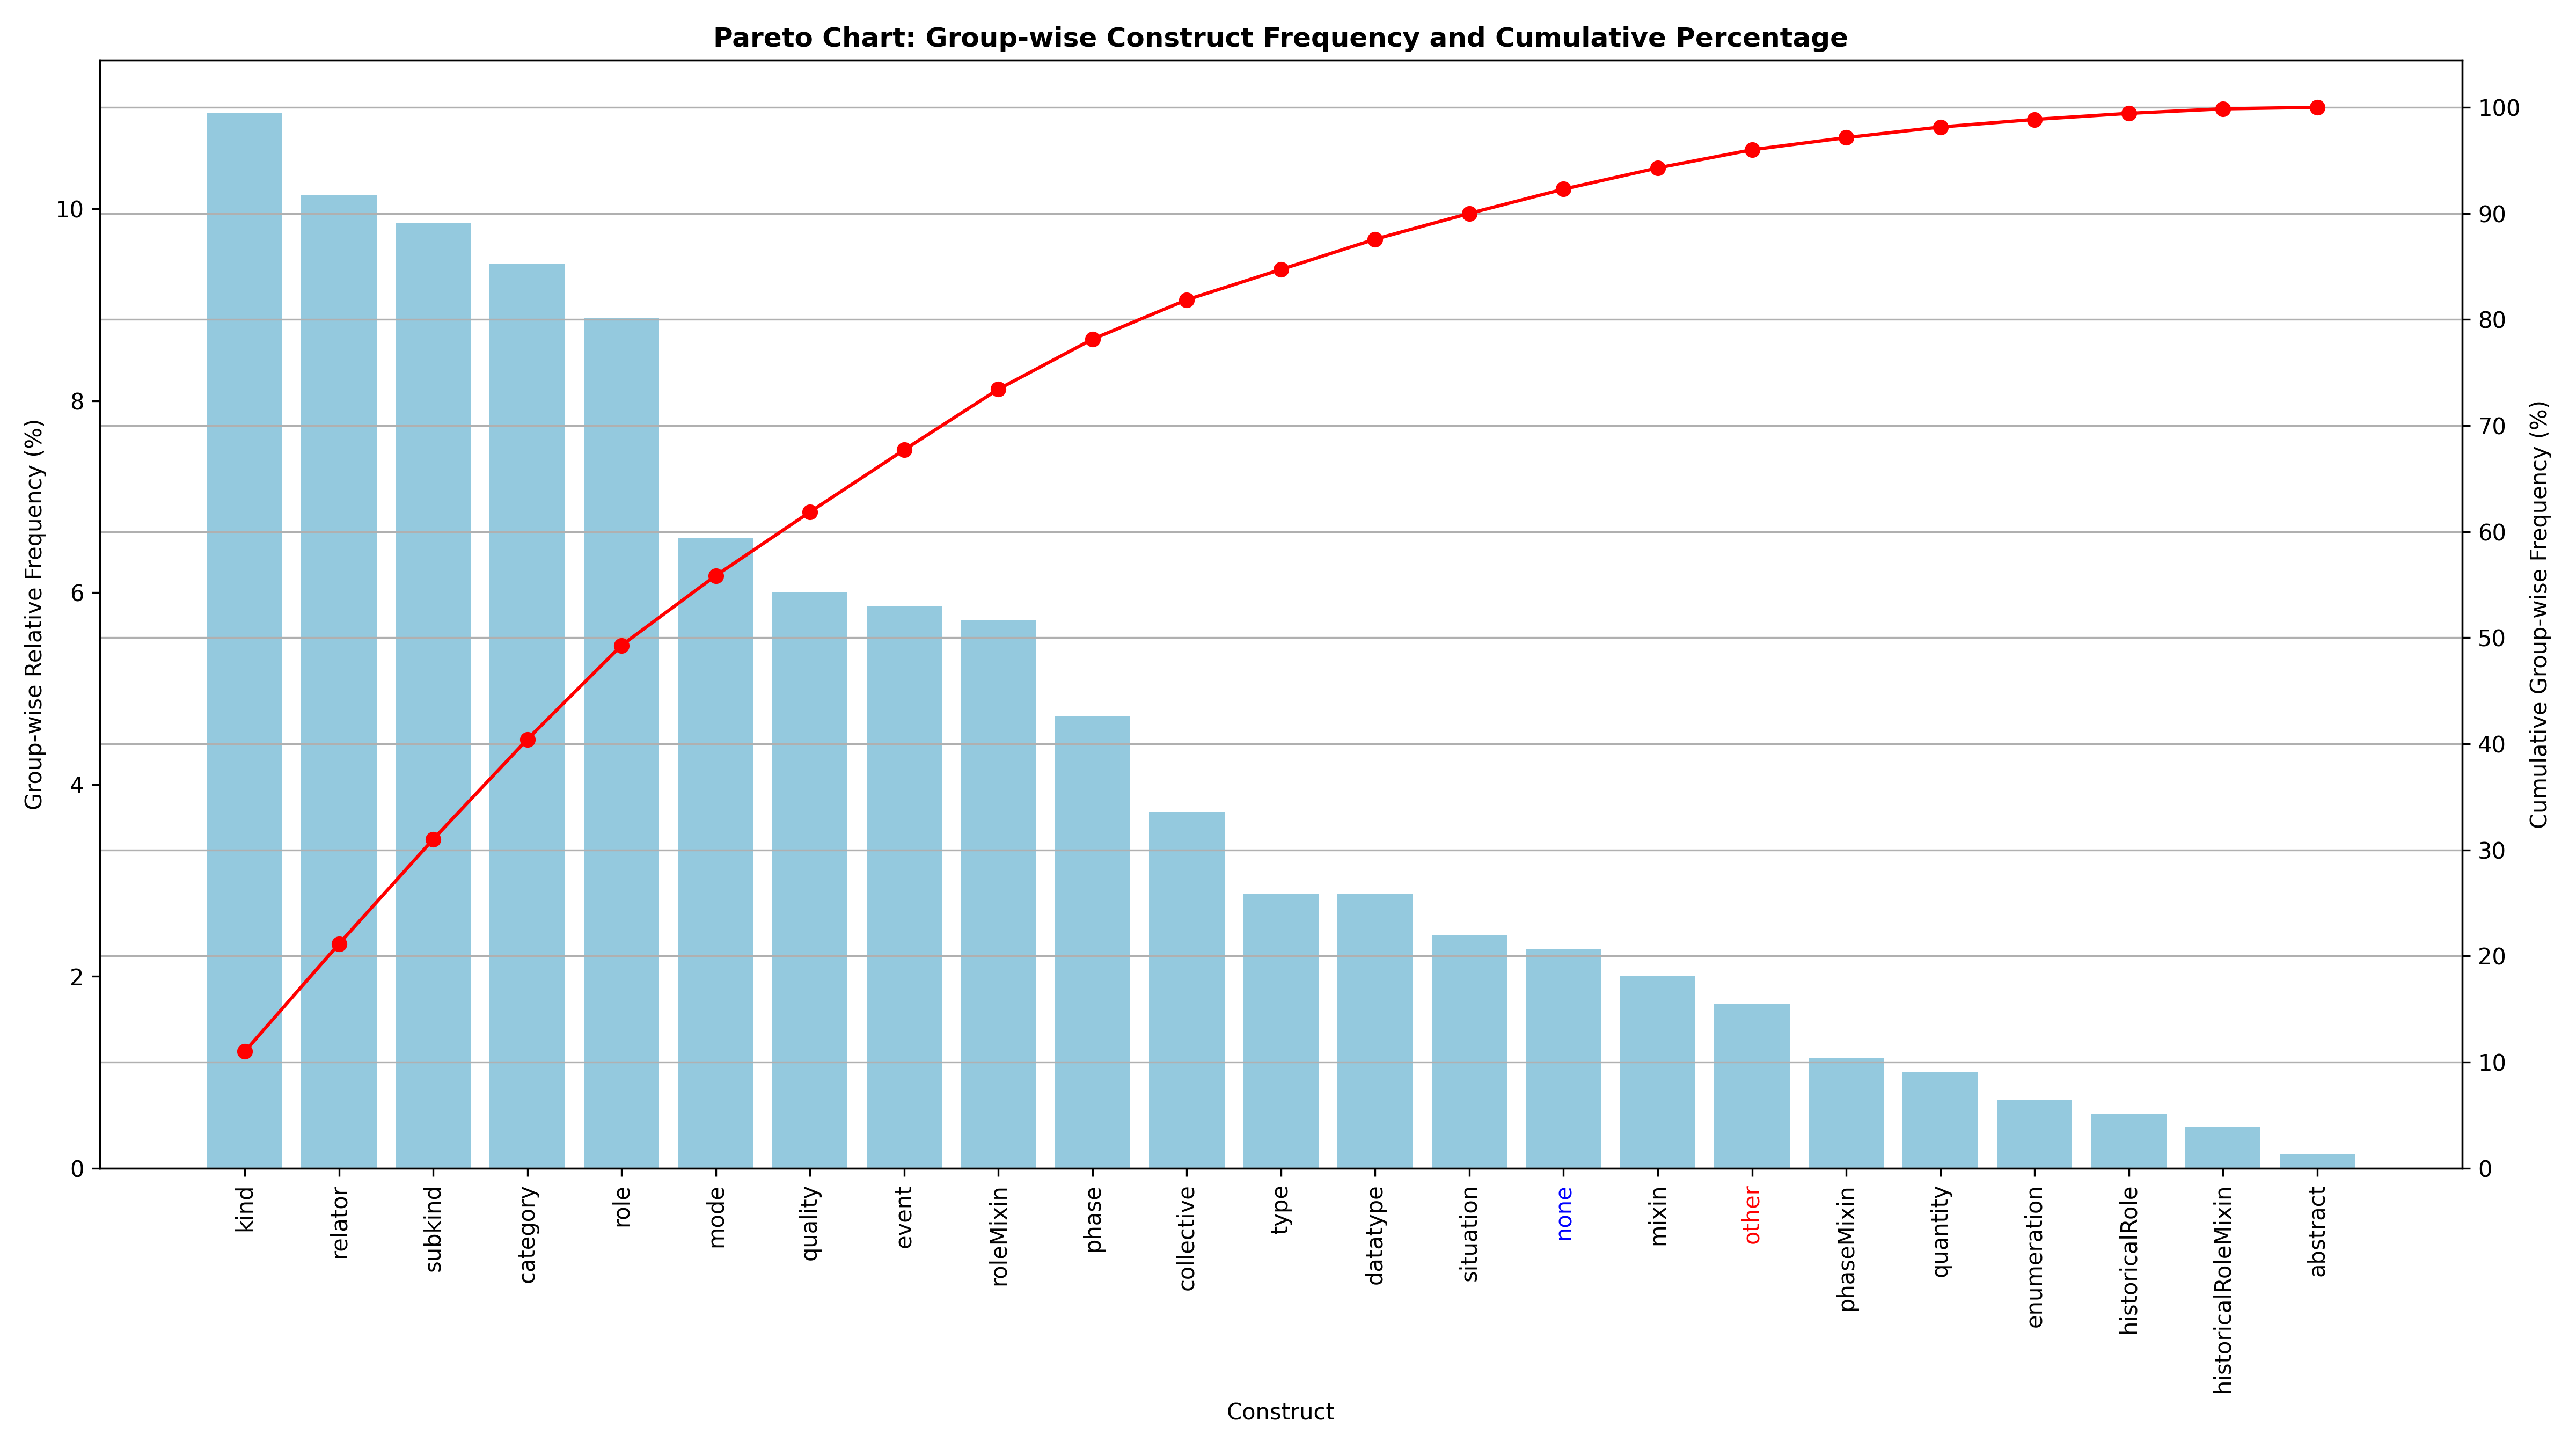 Pareto Chart: Group-wise Construct Frequency and Cumulative Percentage
Group-wise Relative Frequency (%)
10
8
6
4
2
0
100
90
80
70
60
50
40
30
20
10
0
Cumulative Group-wise Frequency (%)
kind
relator
subkind
category
role
mode
quality
event
roleMixin
phase
collective
type
datatype
situation
none
mixin
other
phaseMixin
quantity
enumeration
historicalRole
historicalRoleMixin
abstract
Construct